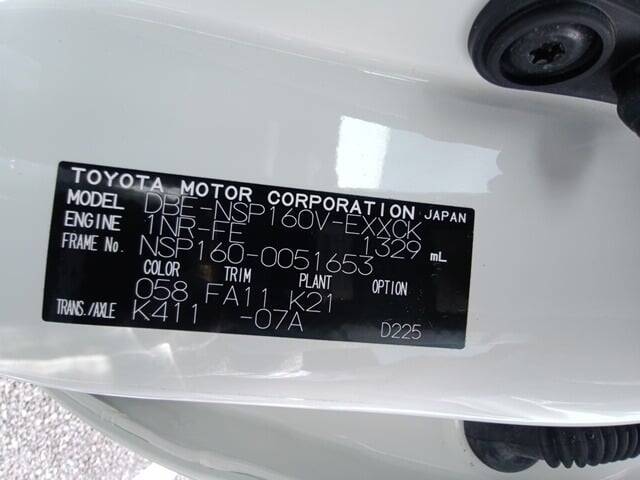 TOYOTA MOTOR CORPORATION JAPAN
MODEL DBE-NSP160V-EXXCK
ENGINE 1NR-FE 1329 mL
FRAME No. NSP160-0051653
COLOR TRIM PLANT OPTION
058 FA11 K21
TRANS./AXLE K411 -07A D225